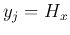 y_j = H_x